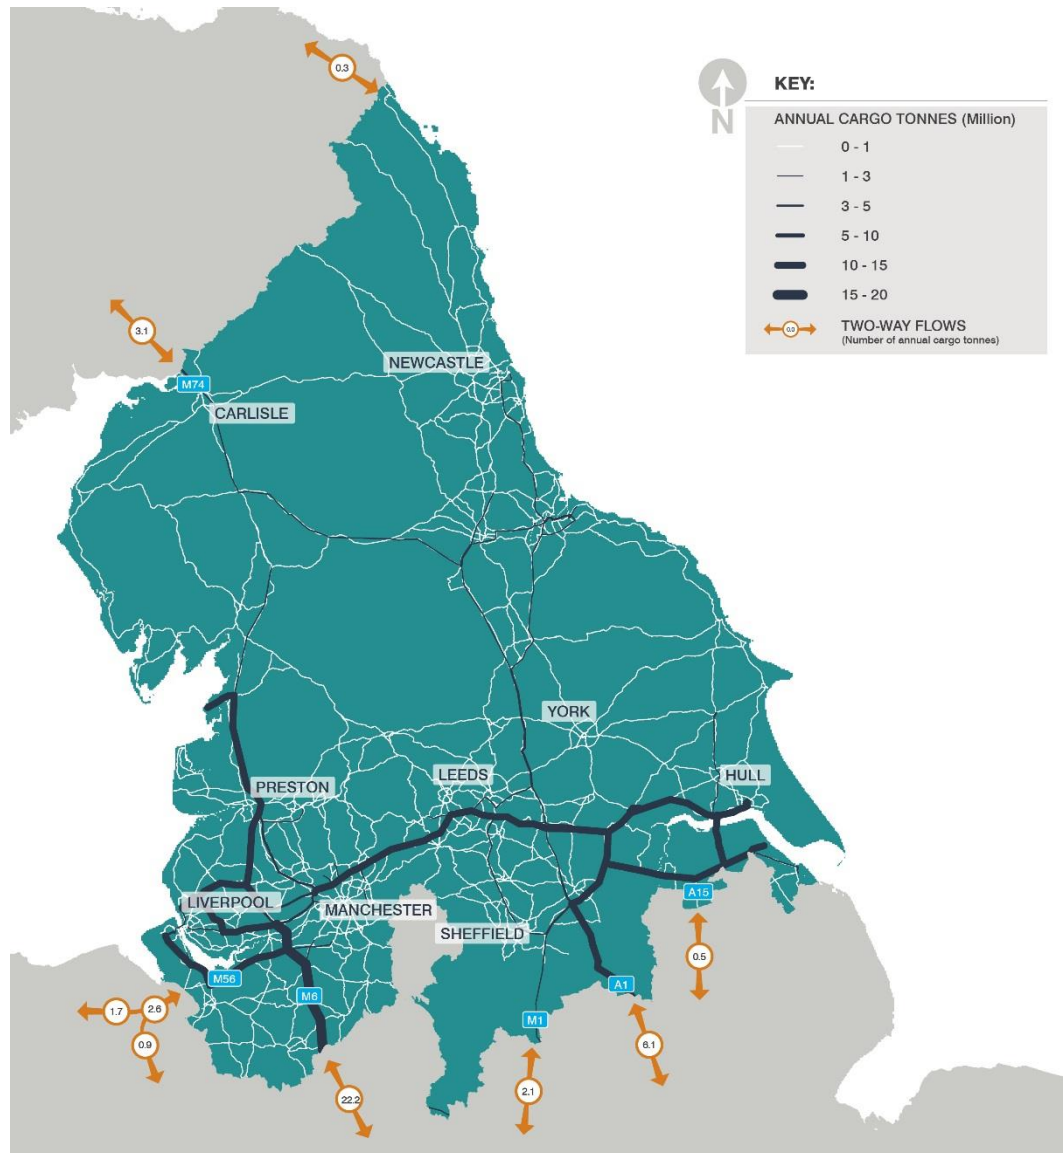 0.3
N
KEY:
ANNUAL CARGO TONNES (Million)
0 - 1
1 - 3
3 - 5
5 - 10
10 - 15
15 - 20
0.0
TWO-WAY FLOWS
(Number of annual cargo tonnes)
3.1
M74
CARLISLE
NEWCASTLE
YORK
LEEDS
HULL
PRESTON
LIVERPOOL
MANCHESTER
SHEFFIELD
A15
M56
M6
A1
M1
0.5
1.7
2.6
0.9
6.1
2.1
22.2